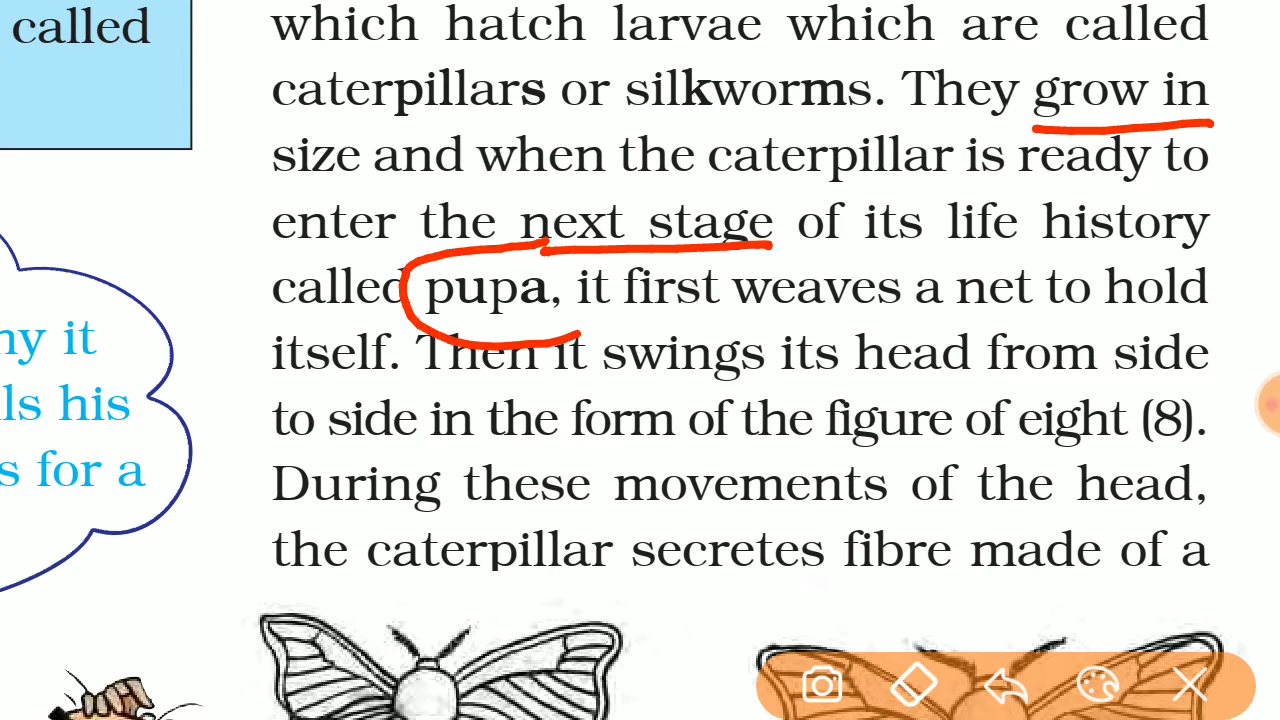 called
which hatch larvae which are called
caterpillars or silkworms. They grow in
size and when the caterpillar is ready to
enter the next stage of its life history
called pupa, it first weaves a net to hold
itself. Then it swings its head from side
to side in the form of the figure of eight (8).
During these movements of the head,
the caterpillar secretes fibre made of a
it
his
for a